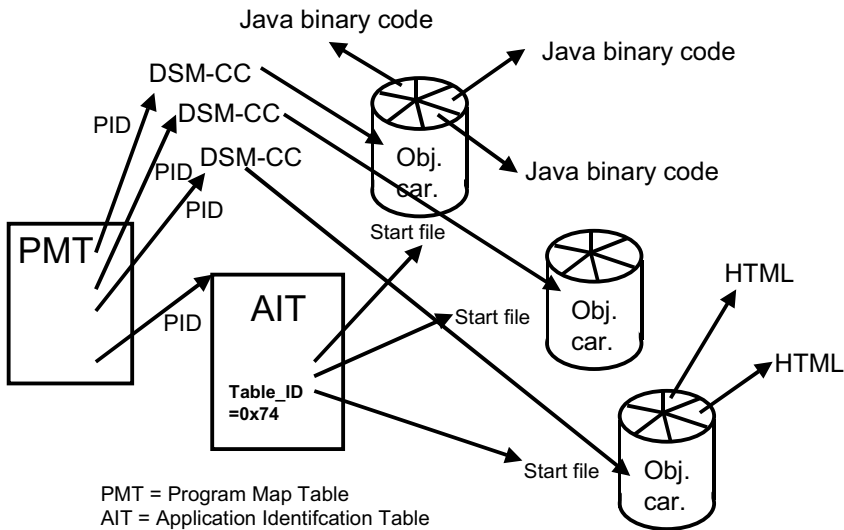 Java binary code
Java binary code
DSM-CC
DSM-CC
PID
DSM-CC
PID
PID
Obj.
car.
Java binary code
Start file
PMT
HTML
AIT
PID
Start file
Obj.
car.
HTML
Table_ID
=0x74
Start file
Obj.
car.
PMT = Program Map Table
AIT = Application Identifcation Table